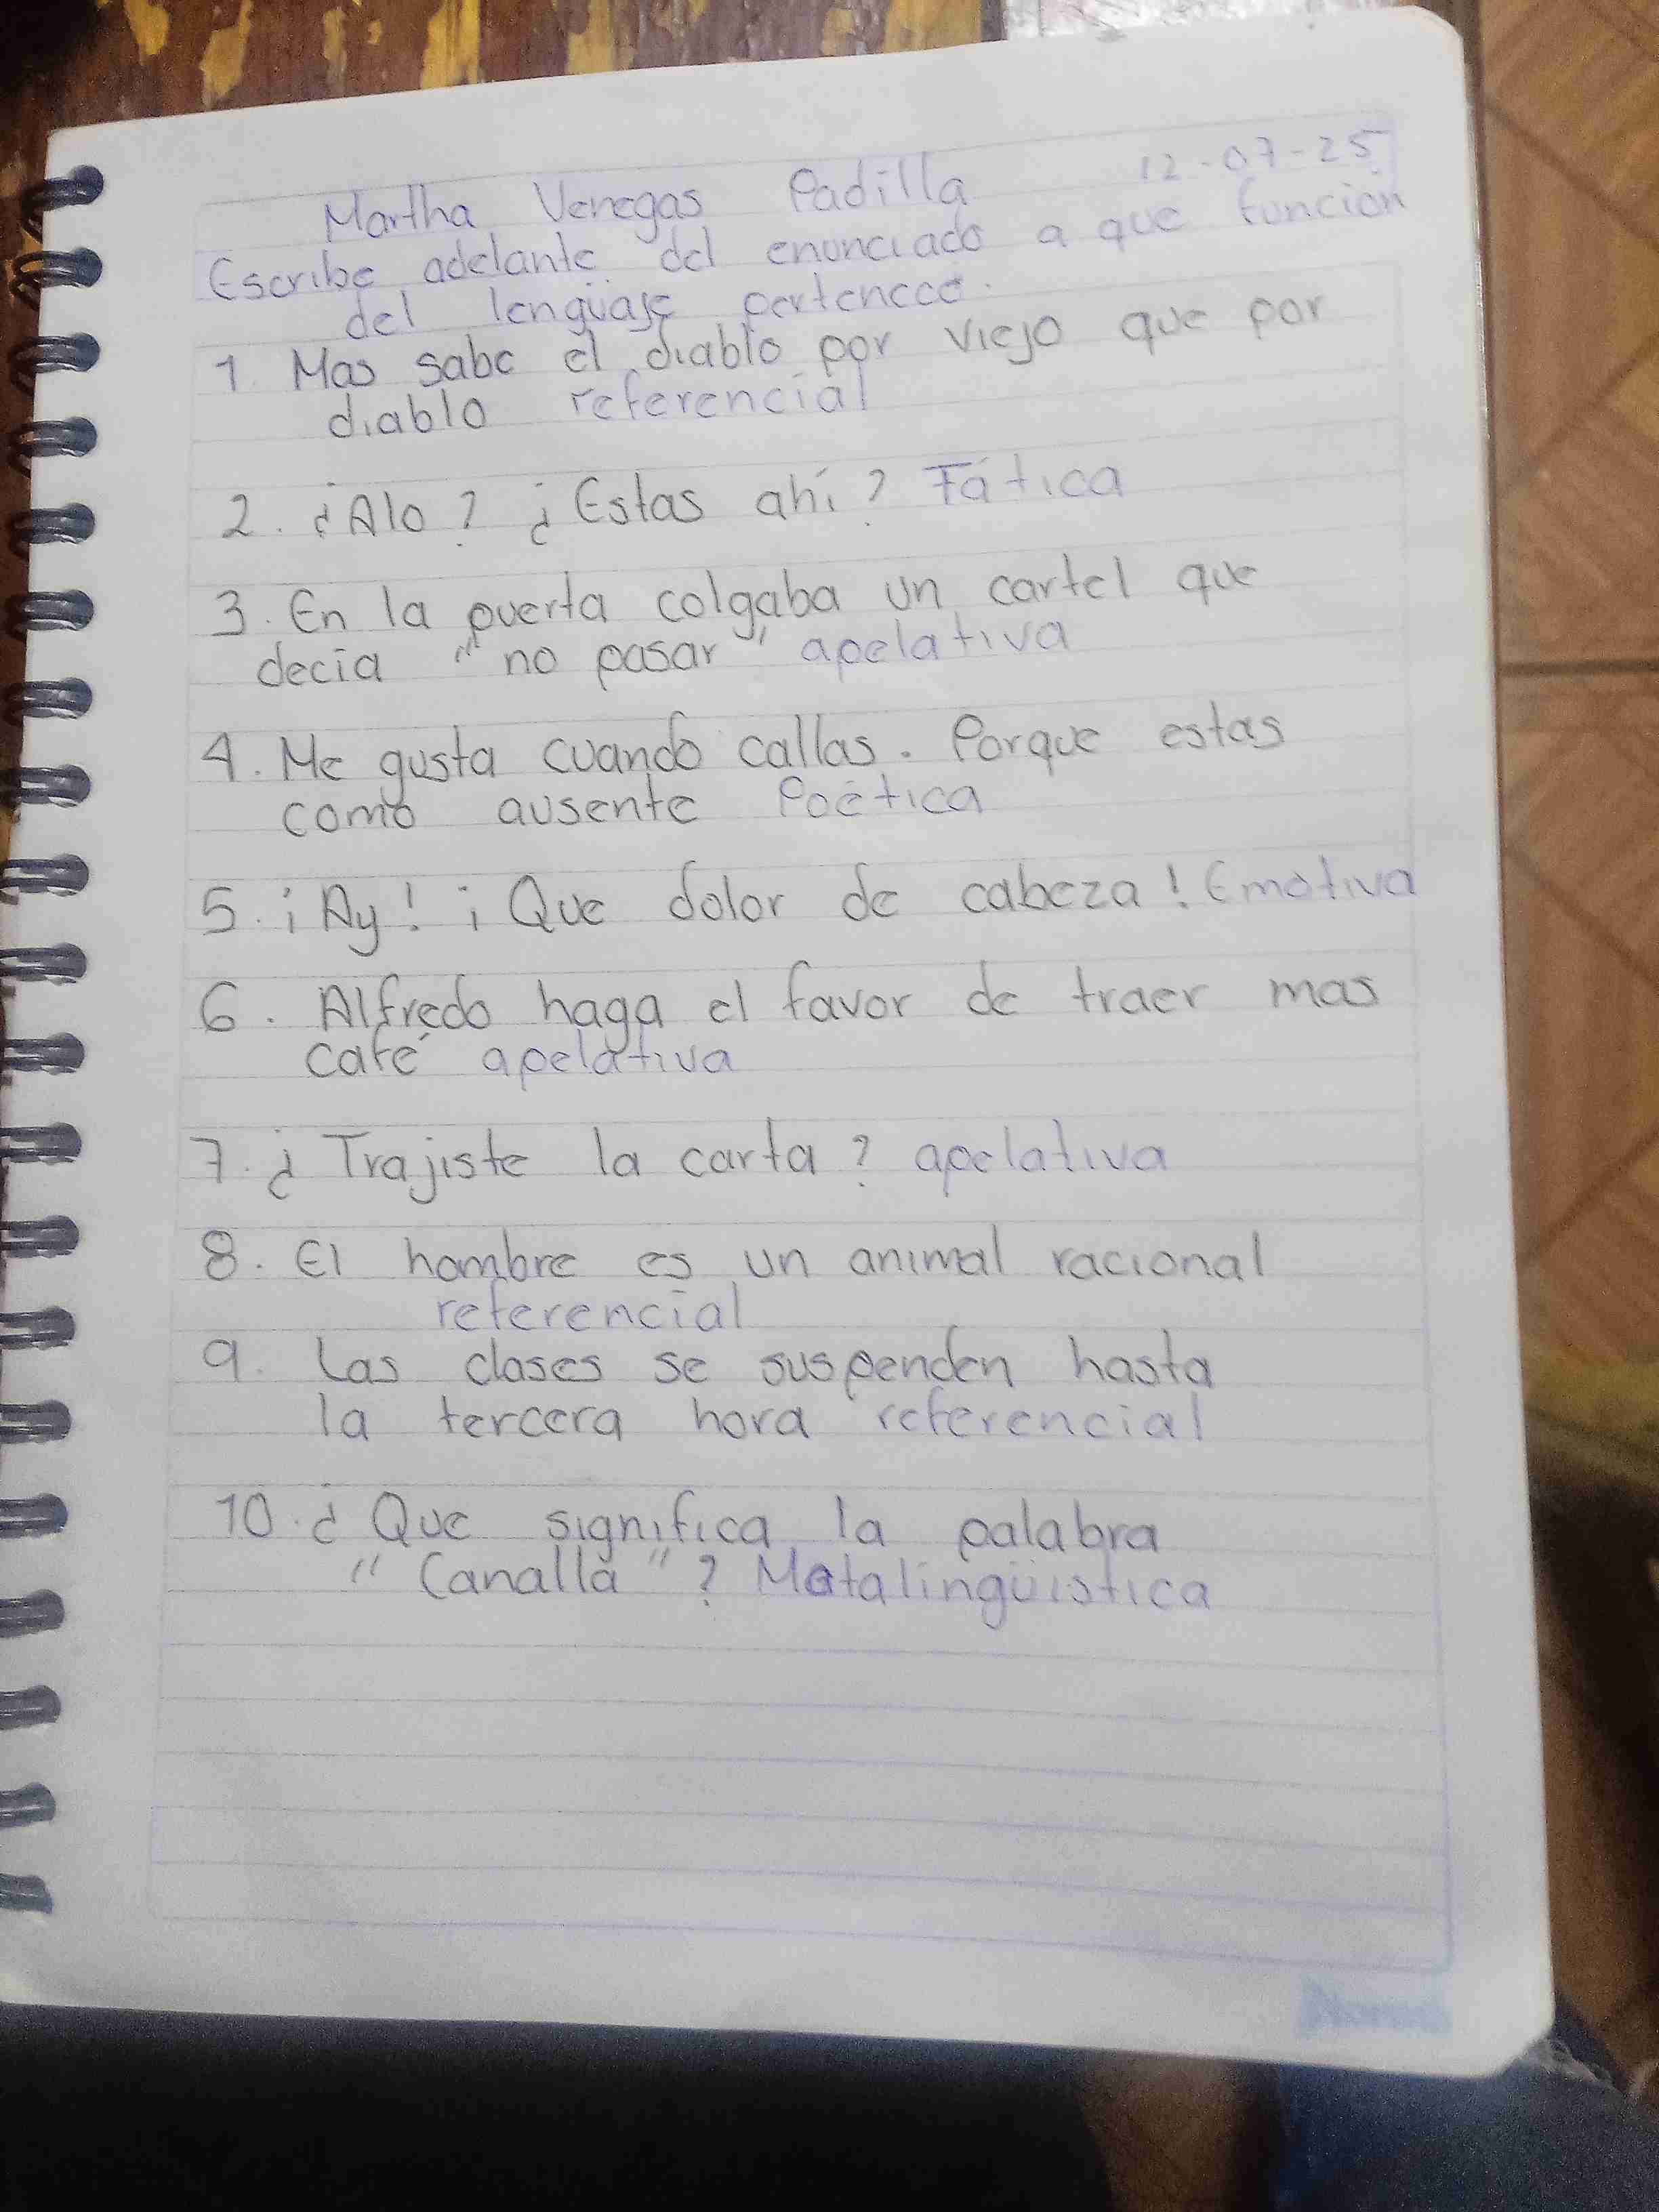 Martha Venegas Padilla 12-07-25
Escribe adelante del enunciado a que función
del lengüaje pertenece.
1. Mas sabe el diablo por viejo que por
diablo referencial
2. ¿Alo? ¿Estas ahí? Fática
3. En la puerta colgaba un cartel que
decia "no pasar" apelativa
4. Me gusta cuando callas. Porque estas
como ausente Poética
5. ¡Ay! ¡Que dolor de cabeza! Emotiva
6. Alfredo haga el favor de traer mas
café apelativa
7. ¿Trajiste la carta? apelativa
8. El hombre es un animal racional
referencial
9. Las clases se suspenden hasta
la tercera hora referencial
10. ¿Que significa la palabra
"Canalla"? Matalingüistica